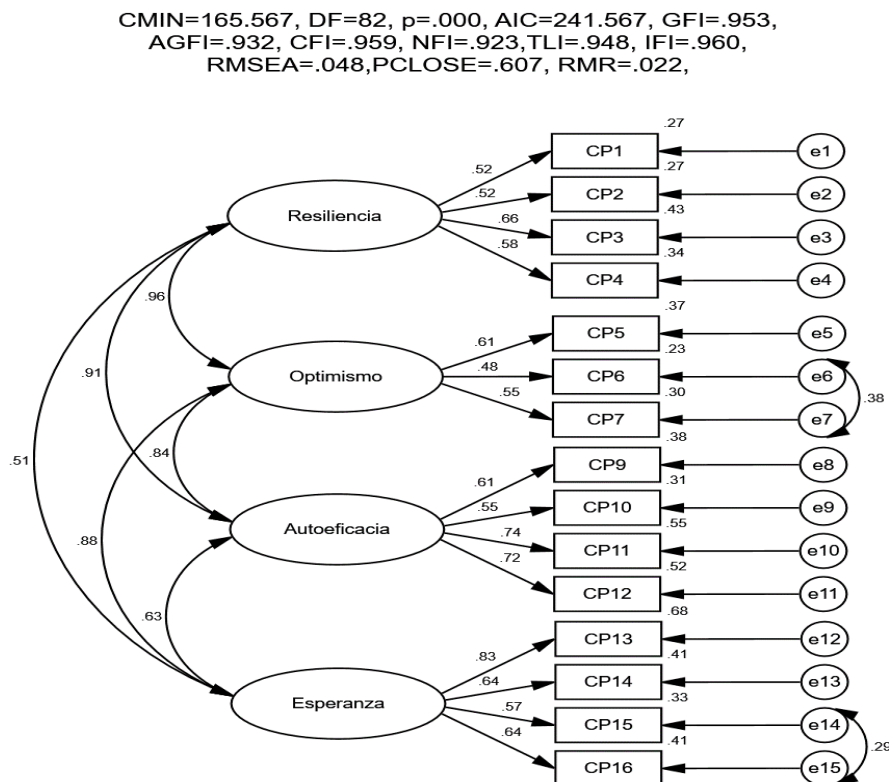 CMIN=165.567, DF=82, p=.000, AIC=241.567, GFI=.953,
AGFI=.932, CFI=.959, NFI=.923,TLI=.948, IFI=.960,
RMSEA=.048,PCLOSE=.607, RMR=.022,
.27
CP1
e1
.52
.27
.52
CP2
e2
.43
Resiliencia
.66
CP3
e3
.34
.58
CP4
e4
.96
.37
CP5
e5
.61
.23
.91
Optimismo
.48
CP6
e6
.30
.38
.55
CP7
e7
.38
.51
.84
CP9
e8
.61
.31
.55
CP10
e9
.55
Autoeficacia
.74
CP11
e10
.52
.88
.72
CP12
e11
.68
.63
CP13
e12
.83
.41
.64
CP14
e13
.33
Esperanza
.57
CP15
e14
.41
.29
.64
CP16
e15